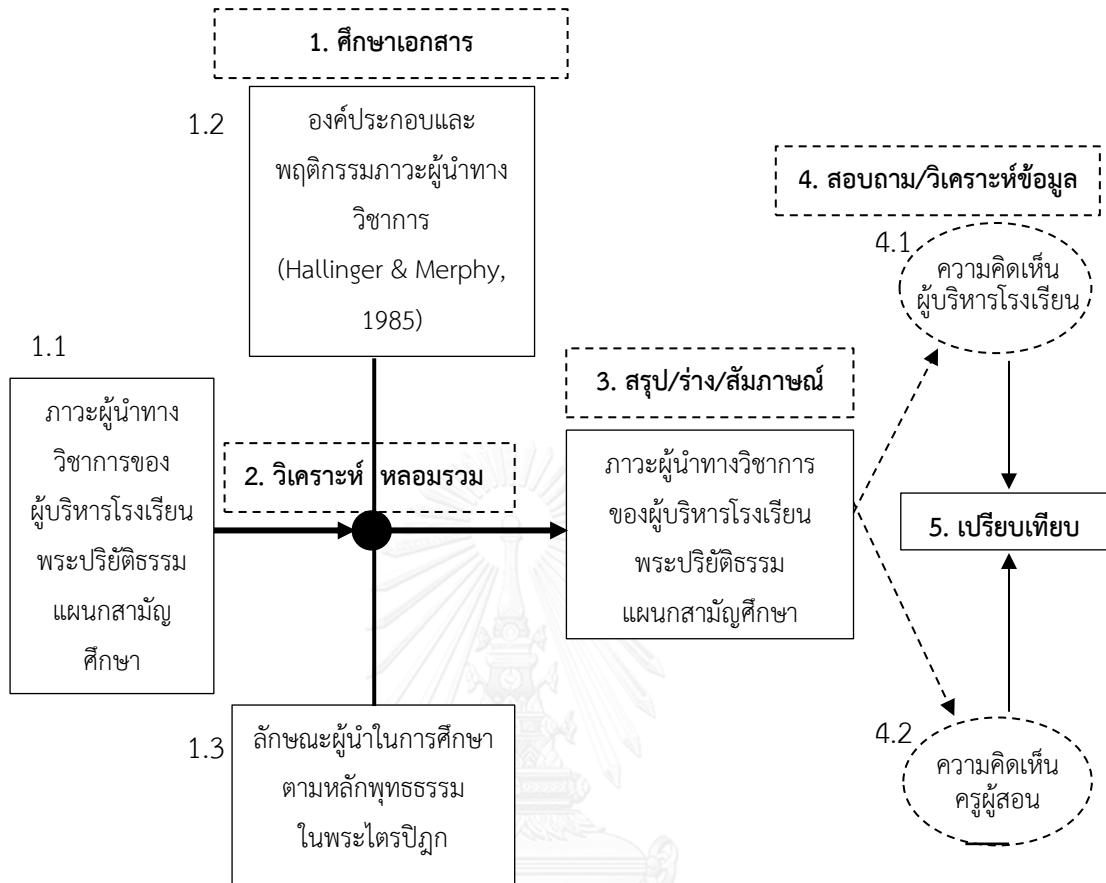 1. ศึกษาเอกสาร
1.2
องค์ประกอบและ
พฤติกรรมภาวะผู้นำทาง
วิชาการ
(Hallinger & Merphy,
1985)
1.1
ภาวะผู้นำทาง
วิชาการของ
ผู้บริหารโรงเรียน
พระปริยัติธรรม
แผนกสามัญ
ศึกษา
2. วิเคราะห์ หลอมรวม
1.3
ลักษณะผู้นำในการศึกษา
ตามหลักพุทธธรรม
ในพระไตรปิฎก
3. สรุป/ร่าง/สัมภาษณ์
ภาวะผู้นำทางวิชาการ
ของผู้บริหารโรงเรียน
พระปริยัติธรรม
แผนกสามัญศึกษา
4. สอบถาม/วิเคราะห์ข้อมูล
4.1
ความคิดเห็น
ผู้บริหารโรงเรียน
5. เปรียบเทียบ
4.2
ความคิดเห็น
ครูผู้สอน